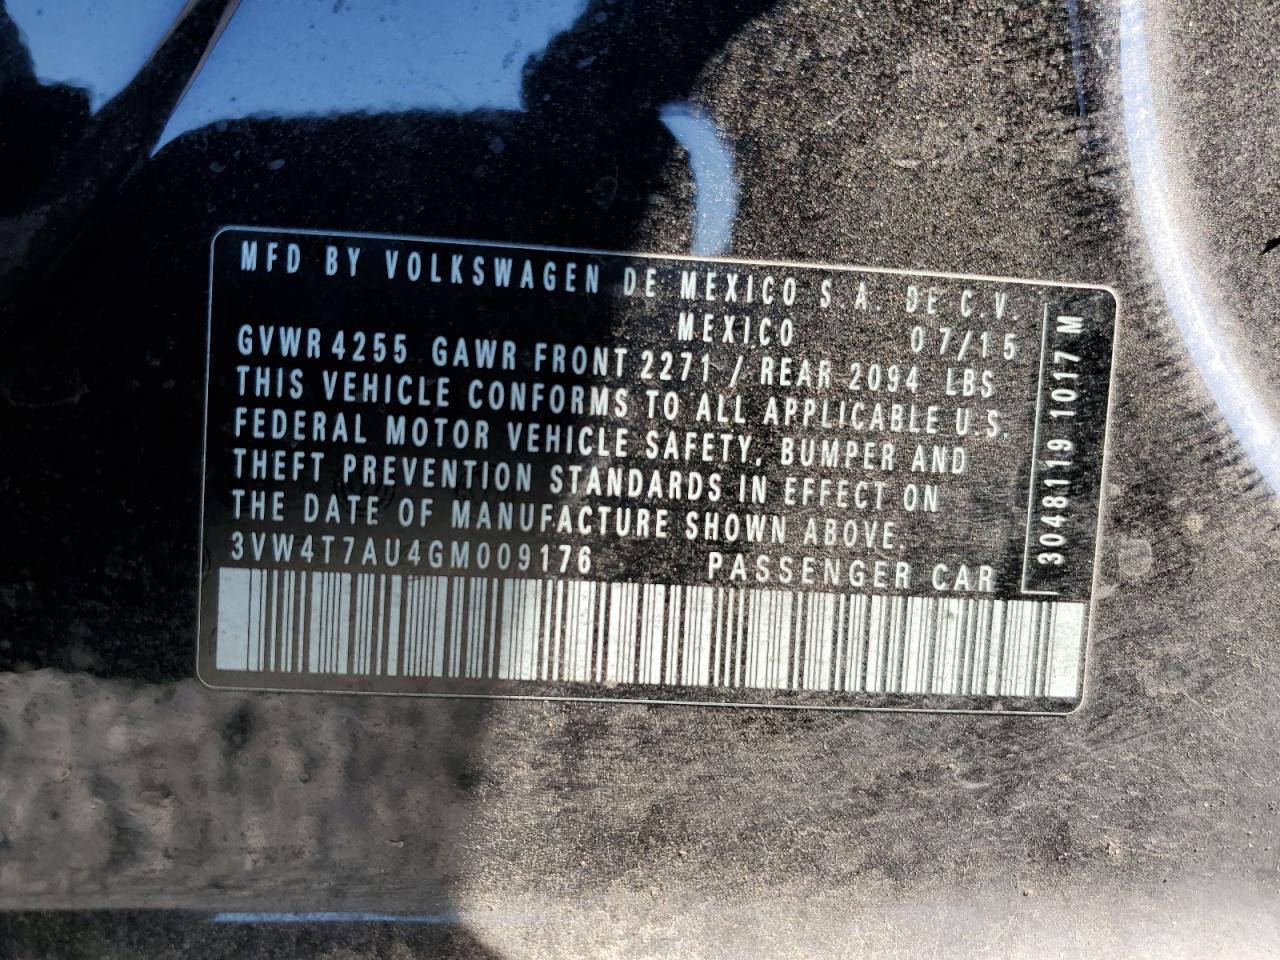 MFD BY VOLKSWAGEN DE MEXICO S.A. DE C.V.
MEXICO 07/15
GVWR 4255 GAWR FRONT 2271 / REAR 2094 LBS
THIS VEHICLE CONFORMS TO ALL APPLICABLE U.S.
FEDERAL MOTOR VEHICLE SAFETY, BUMPER AND
THEFT PREVENTION STANDARDS IN EFFECT ON
THE DATE OF MANUFACTURE SHOWN ABOVE.
3VW4T7AU4GM009176 PASSENGER CAR
3048119 1017 M